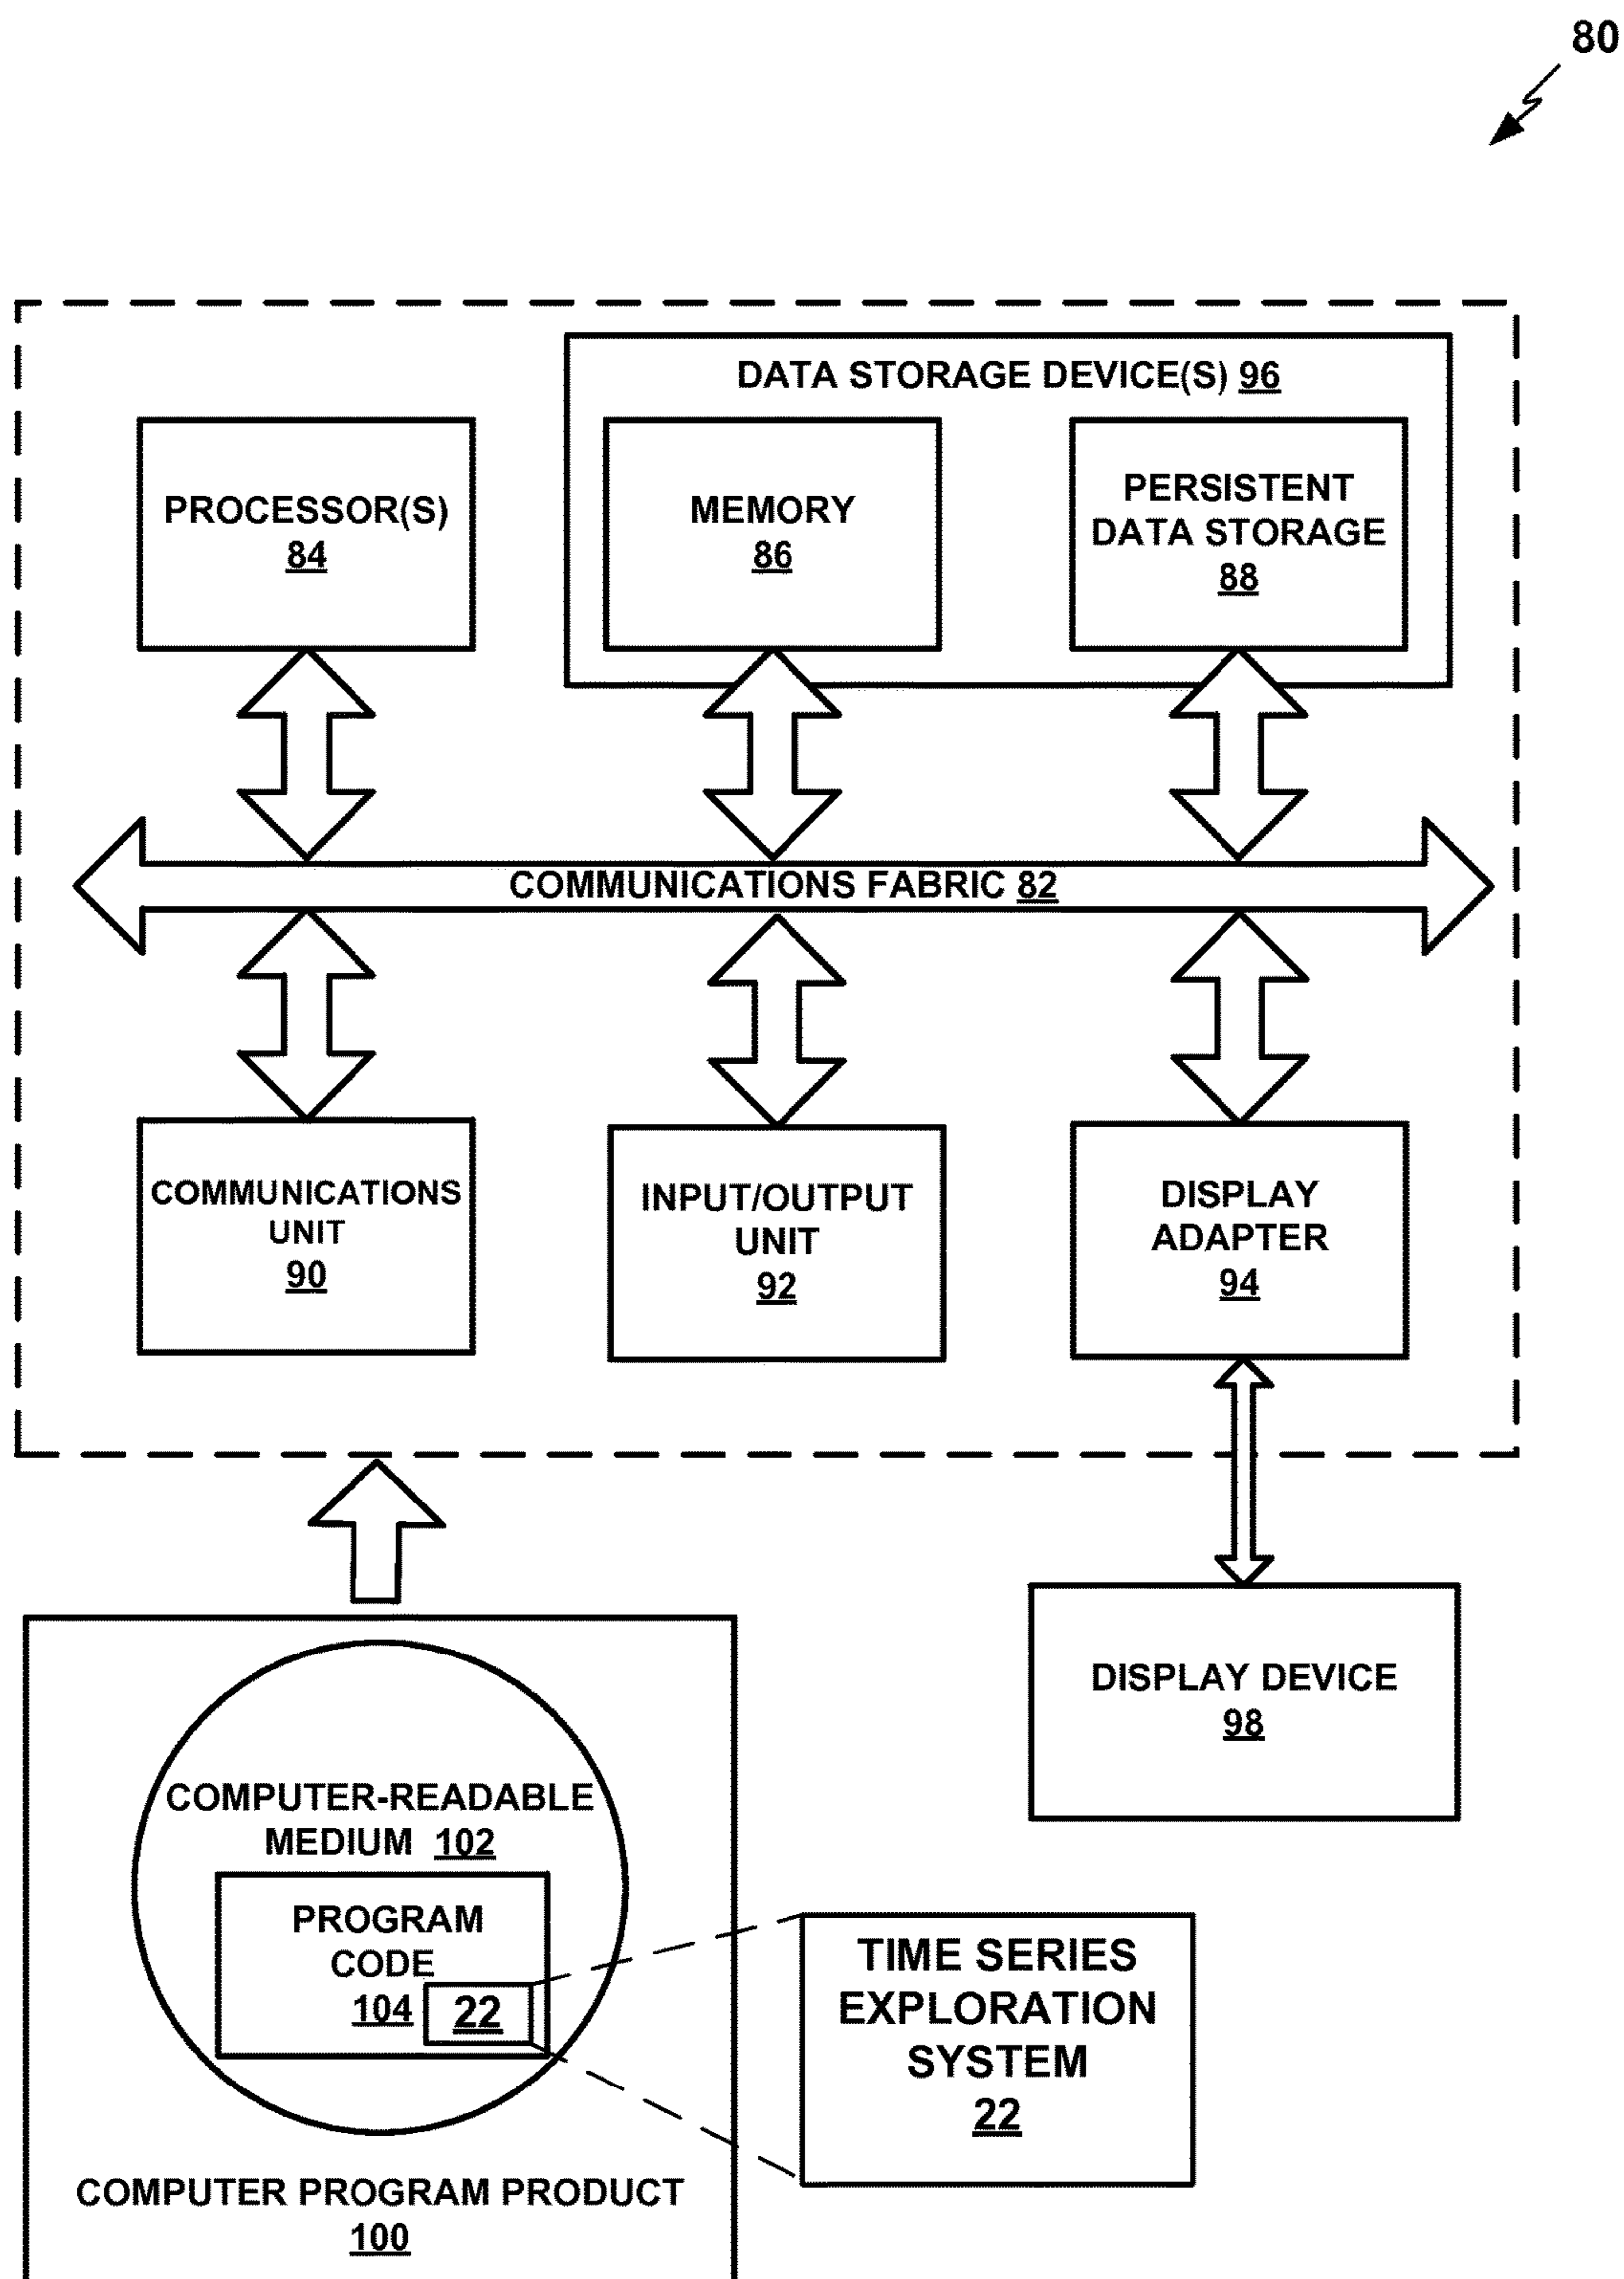 80
DATA STORAGE DEVICE(S) 96
PROCESSOR(S)
84
MEMORY
86
PERSISTENT
DATA STORAGE
88
COMMUNICATIONS FABRIC 82
COMMUNICATIONS
UNIT
90
INPUT/OUTPUT
UNIT
92
DISPLAY
ADAPTER
94
DISPLAY DEVICE
98
COMPUTER-READABLE
MEDIUM 102
PROGRAM
CODE
104
22
TIME SERIES
EXPLORATION
SYSTEM
22
COMPUTER PROGRAM PRODUCT
100